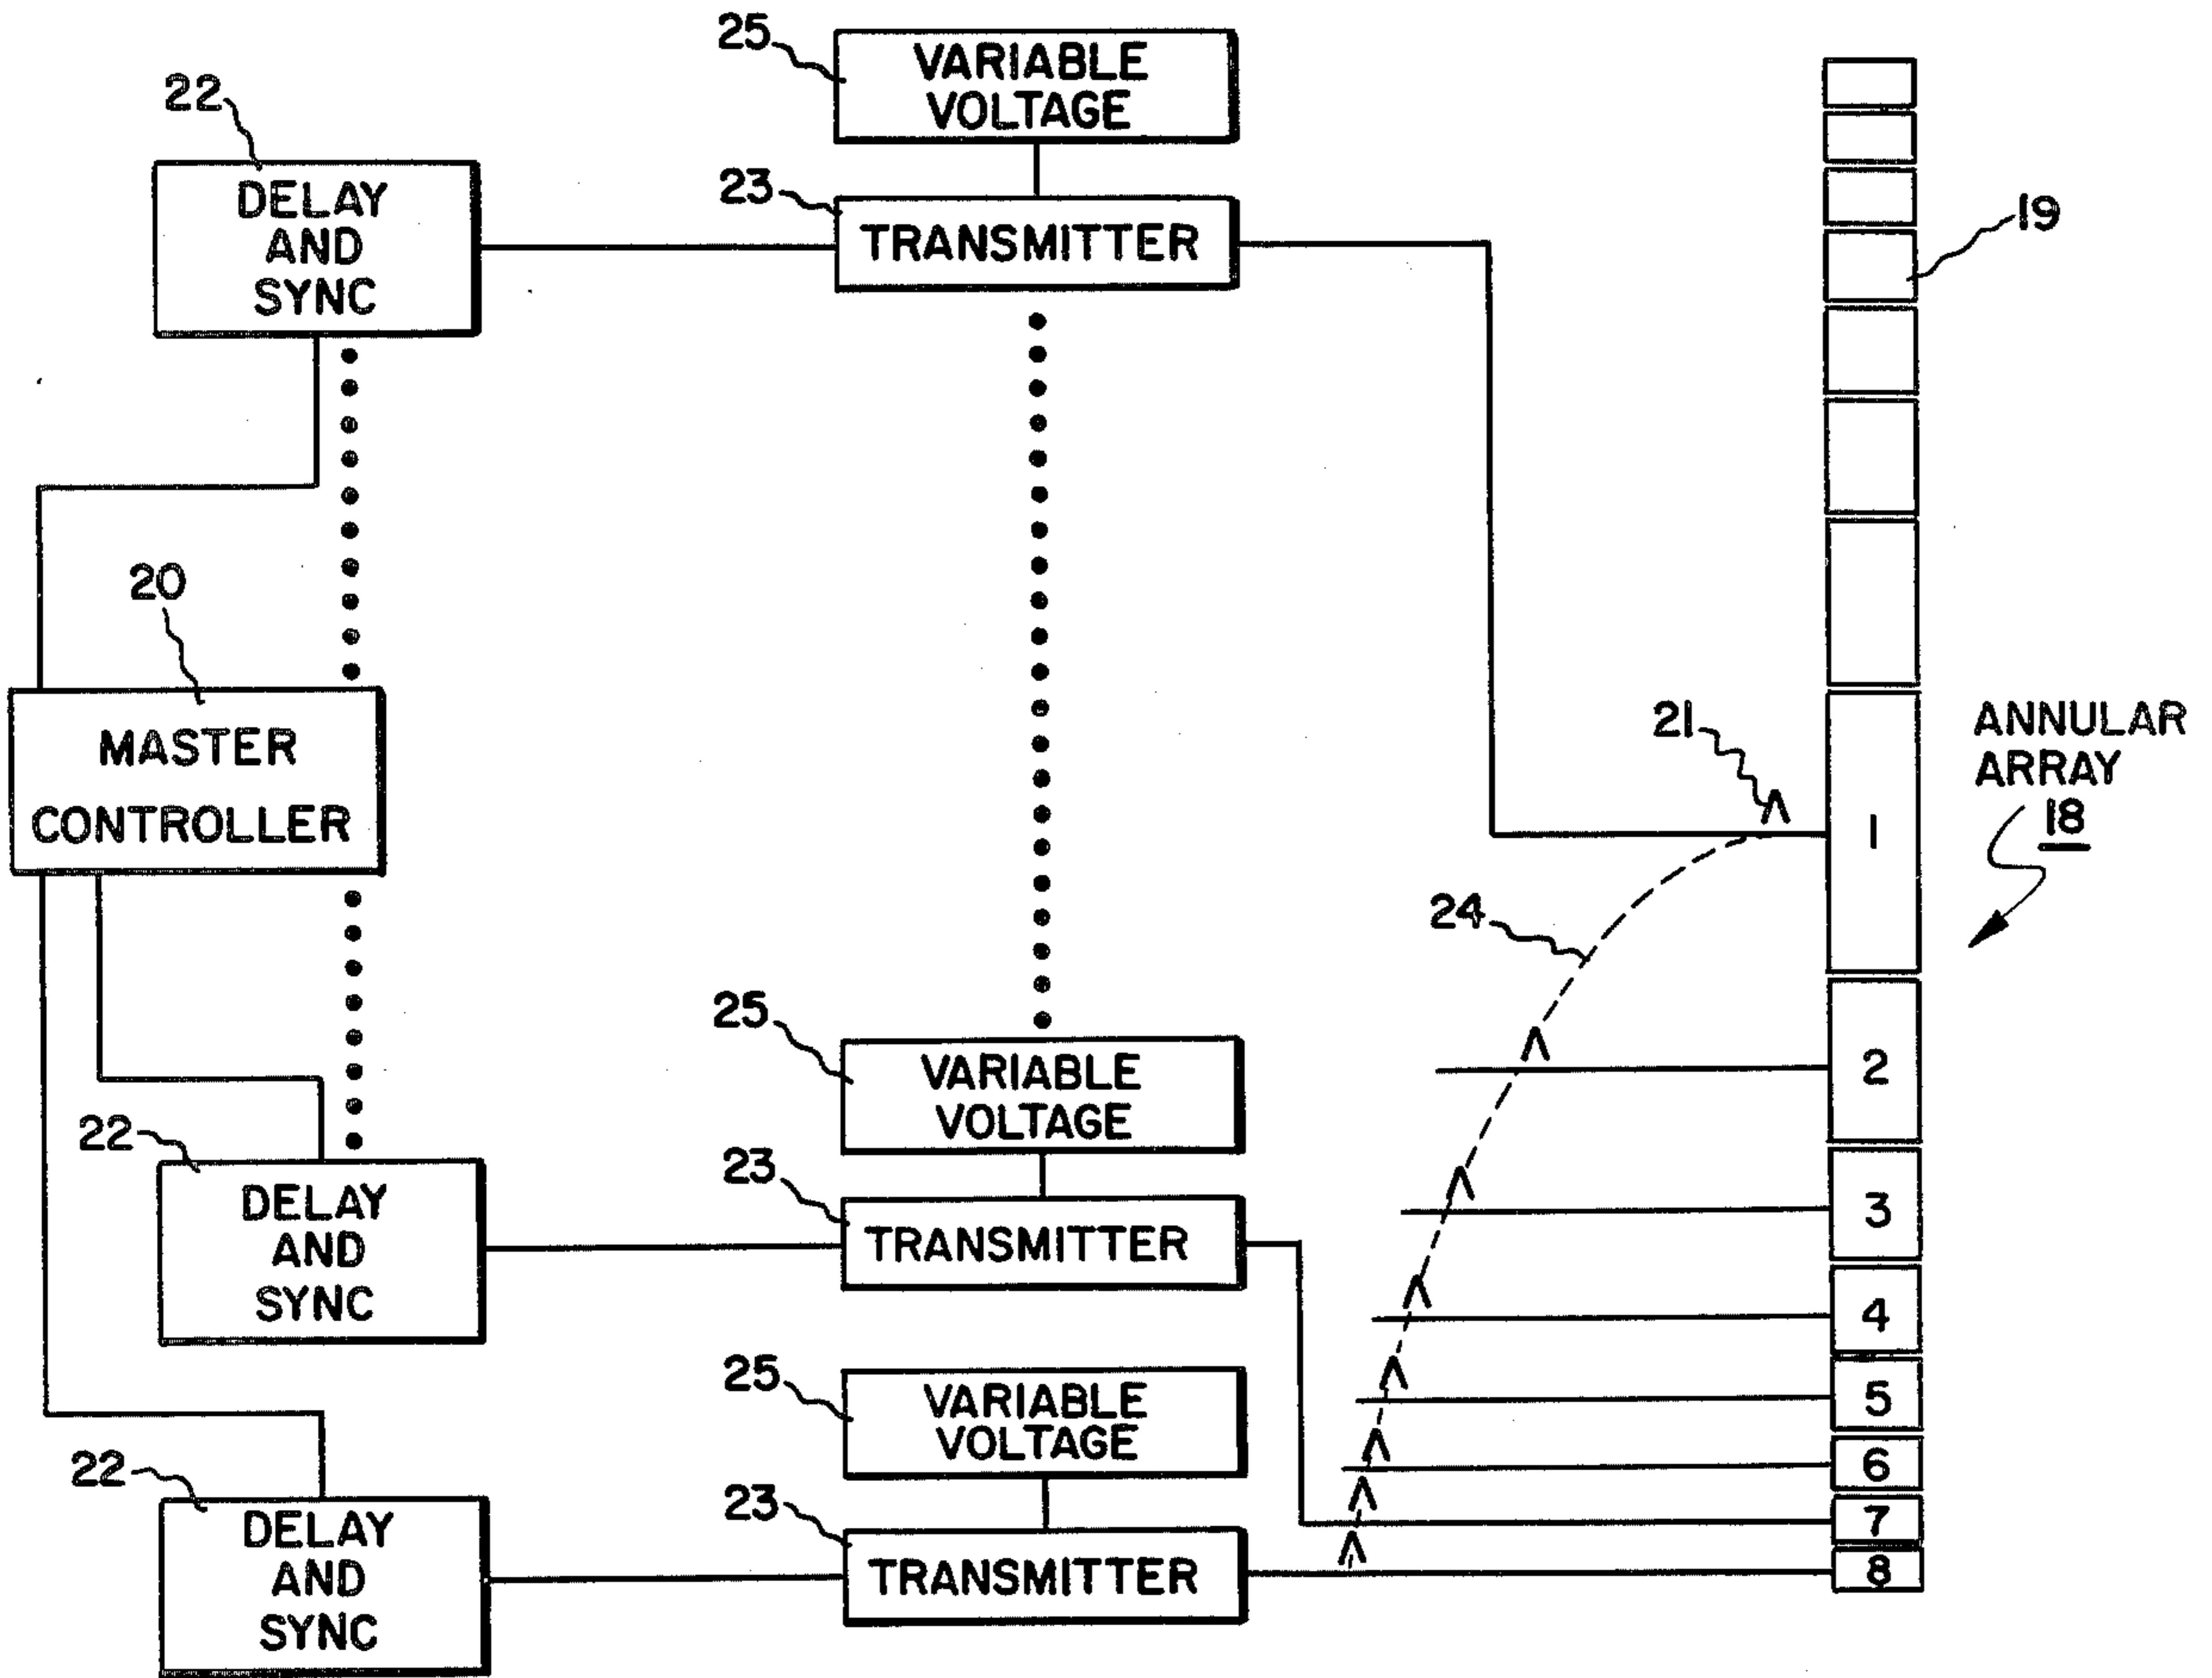 25
VARIABLE
VOLTAGE
22
DELAY
AND
SYNC
23
TRANSMITTER
19
20
MASTER
CONTROLLER
21
ANNULAR
ARRAY
18
1
24
25
VARIABLE
VOLTAGE
2
22
DELAY
AND
SYNC
23
TRANSMITTER
3
4
25
VARIABLE
VOLTAGE
5
22
DELAY
AND
SYNC
23
TRANSMITTER
6
7
8